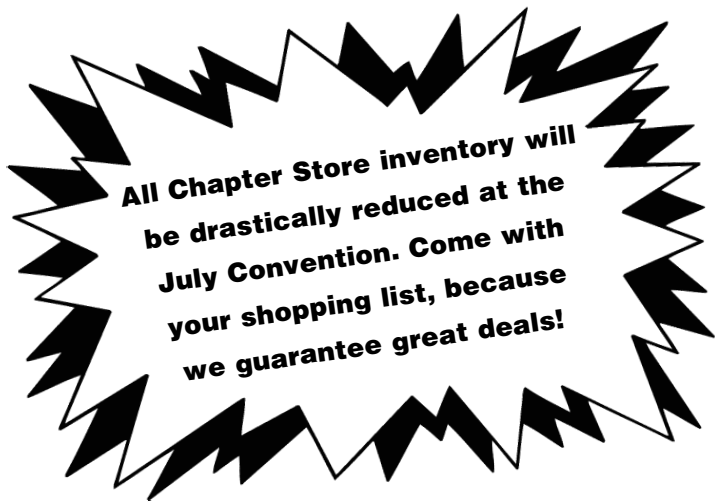 All Chapter Store inventory will
be drastically reduced at the
July Convention. Come with
your shopping list, because
we guarantee great deals!